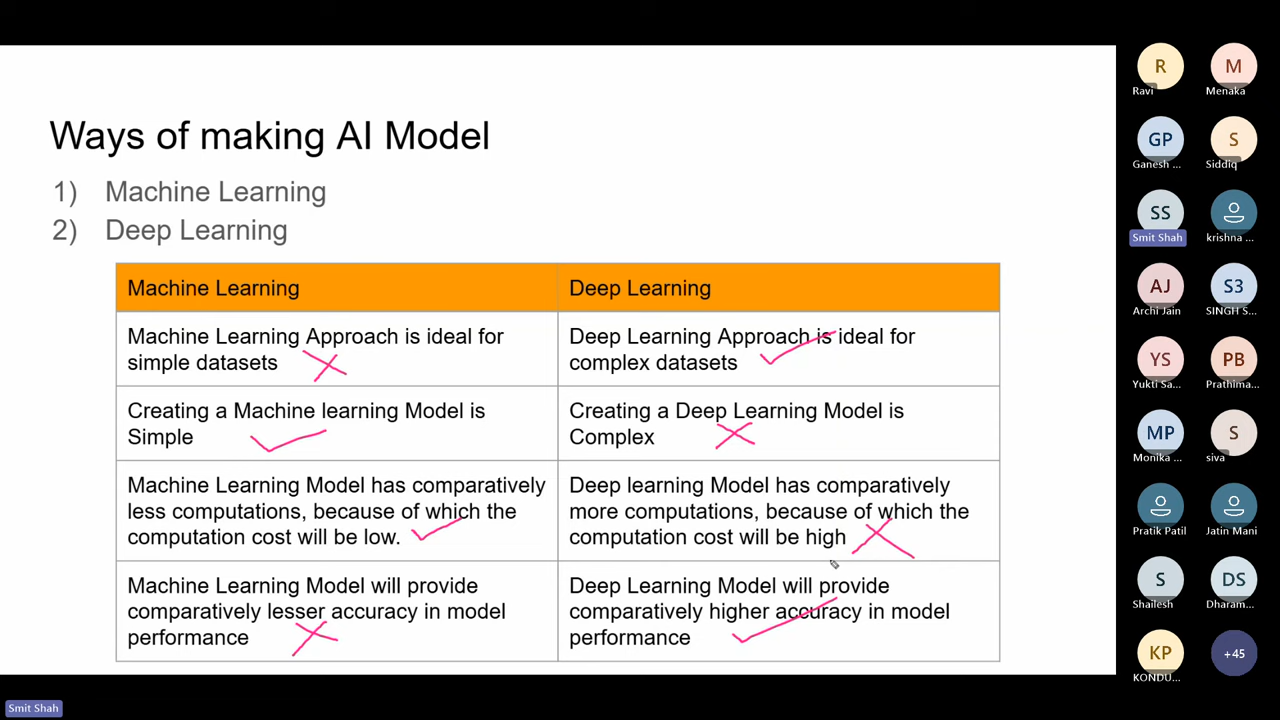 Ways of making AI Model
1) Machine Learning
2) Deep Learning
Machine Learning
Deep Learning
Machine Learning Approach is ideal for
simple datasets
Deep Learning Approach is ideal for
complex datasets
Creating a Machine learning Model is
Simple
Creating a Deep Learning Model is
Complex
Machine Learning Model has comparatively
less computations, because of which the
computation cost will be low.
Deep learning Model has comparatively
more computations, because of which the
computation cost will be high
Machine Learning Model will provide
comparatively lesser accuracy in model
performance
Deep Learning Model will provide
comparatively higher accuracy in model
performance
R
Ravi
M
Menaka
GP
Ganesh ...
S
Siddiq
SS
Smit Shah
krishna ...
AJ
Archi Jain
S3
SINGH S...
YS
Yukti Sa...
PB
Prathima...
MP
Monika ...
S
siva
Pratik Patil
Jatin Mani
S
Shailesh
DS
Dharam...
KP
KONDU...
+45
Smit Shah